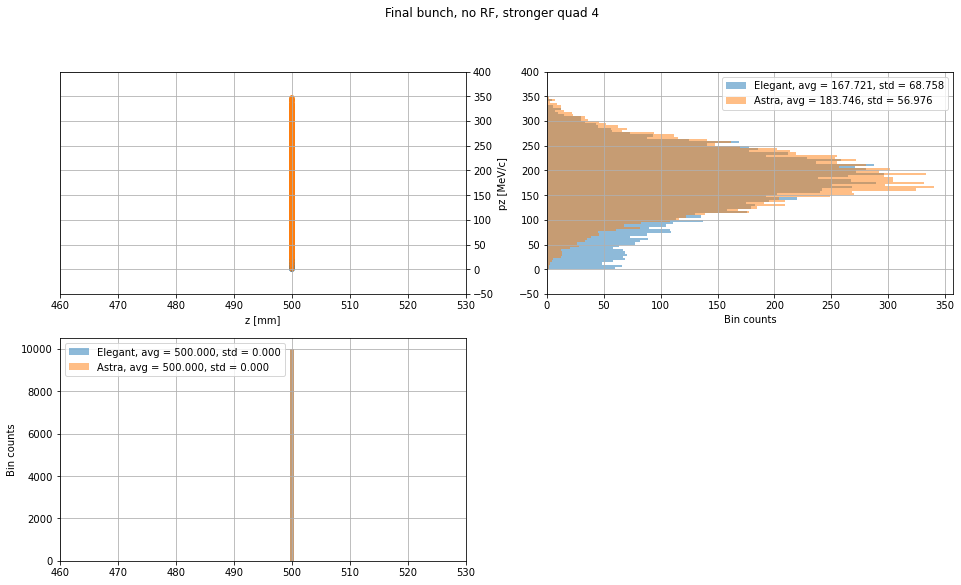 Final bunch, no RF, stronger quad 4
400
350
300
250
200
150
100
50
0
−50
460 470 480 490 500 510 520 530
z [mm]
pz [MeV/c]
400
350
300
250
200
150
100
50
0
−50
Elegant, avg = 167.721, std = 68.758
Astra, avg = 183.746, std = 56.976
0 50 100 150 200 250 300 350
Bin counts
10000
8000
6000
4000
2000
0
Bin counts
Elegant, avg = 500.000, std = 0.000
Astra, avg = 500.000, std = 0.000
460 470 480 490 500 510 520 530